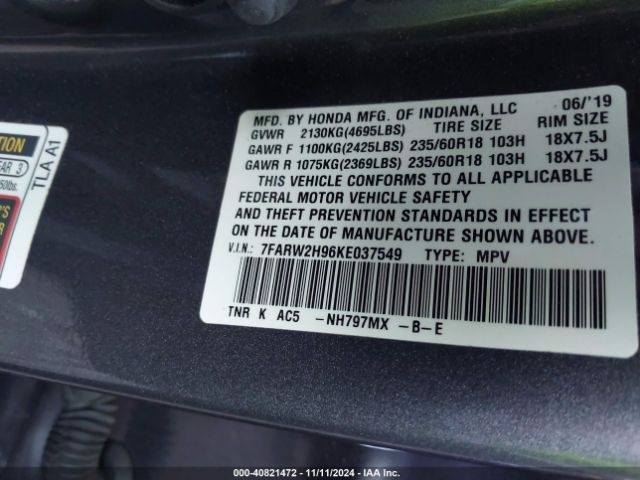 MFD. BY HONDA MFG. OF INDIANA, LLC 06/'19
GVWR 2130KG(4695LBS) TIRE SIZE RIM SIZE
GAWR F 1100KG(2425LBS) 235/60R18 103H 18X7.5J
GAWR R 1075KG(2369LBS) 235/60R18 103H 18X7.5J
THIS VEHICLE CONFORMS TO ALL APPLICABLE
FEDERAL MOTOR VEHICLE SAFETY
AND THEFT PREVENTION STANDARDS IN EFFECT
ON THE DATE OF MANUFACTURE SHOWN ABOVE.
V.I.N.: 7FARW2H96KE037549 TYPE: MPV
TNR K AC5 -NH797MX -B-E
TLA A1
000-40821472 - 11/11/2024 - IAA Inc.